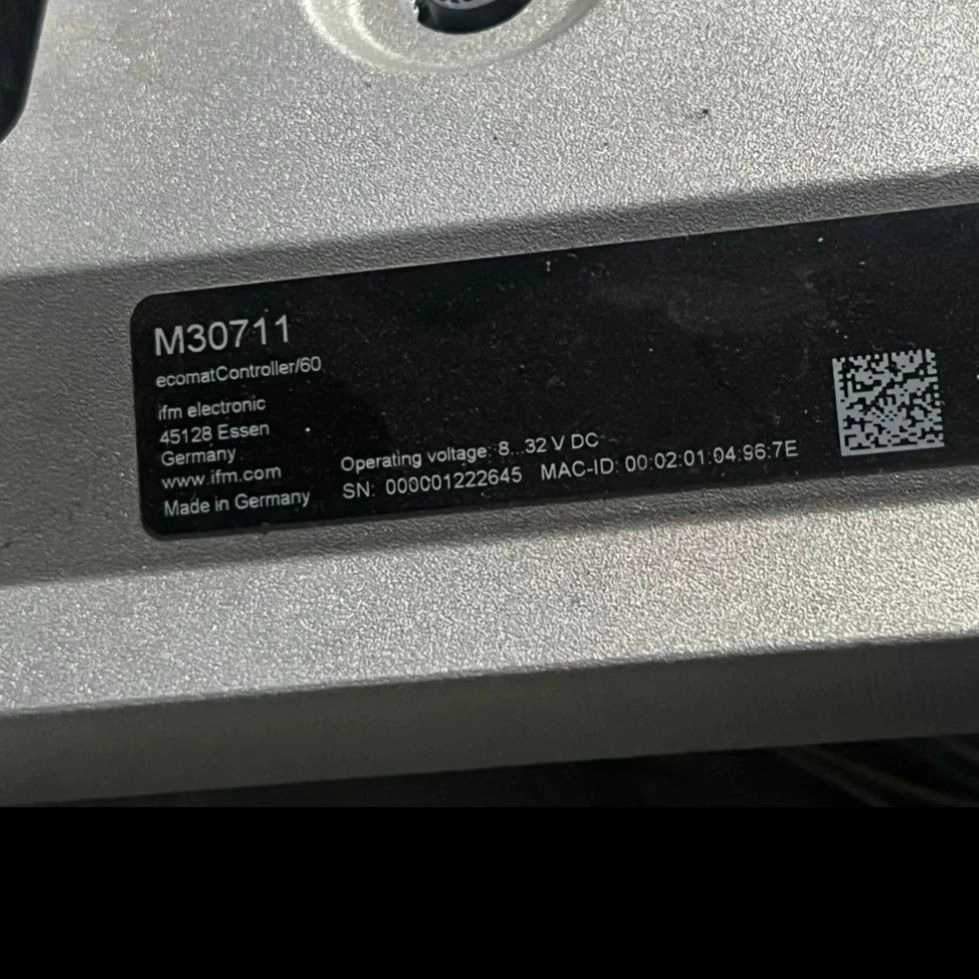 M30711
ecomatController/60
ifm electronic
45128 Essen
Germany
www.ifm.com
Made in Germany
Operating voltage: 8...32 V DC
SN: 000001222645 MAC-ID: 00:02:01:04:96:7E